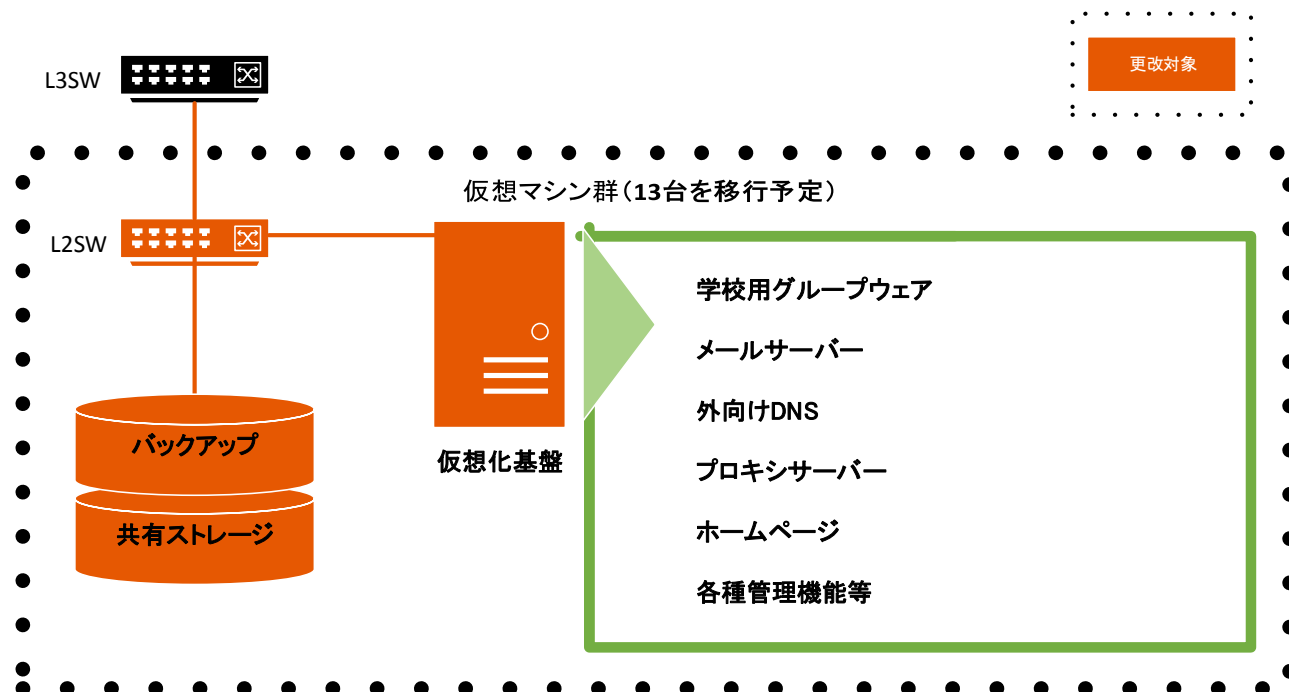 L3SW
更改対象
仮想マシン群(13台を移行予定)
L2SW
学校用グループウェア
メールサーバー
外向けDNS
プロキシサーバー
ホームページ
各種管理機能等
バックアップ
共有ストレージ
仮想化基盤